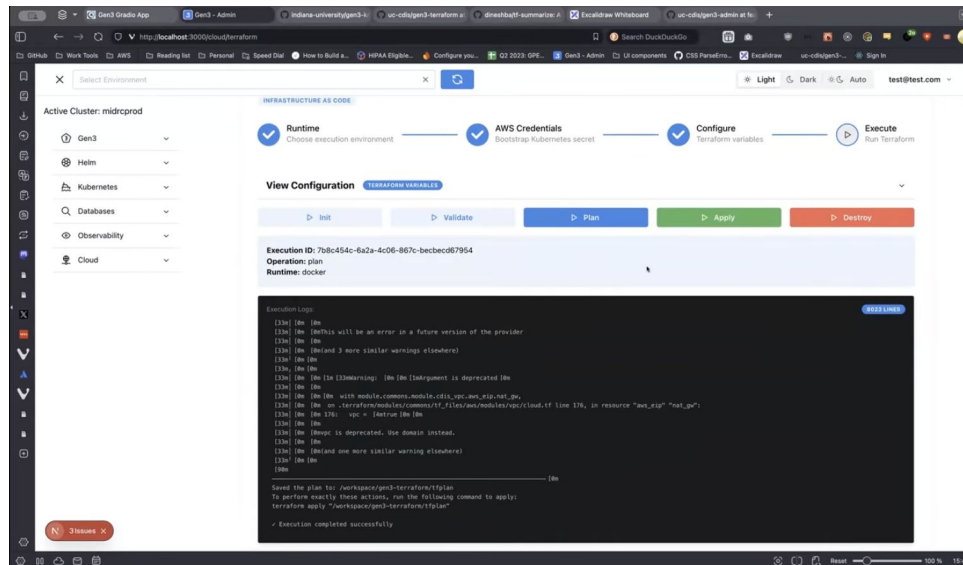 Gen3 Gradio App
Gen3 - Admin
indiana-university/gen3-k
uc-cdis/gen3-terraform a
dineshba/tf-summarize: A
Excalidraw Whiteboard
uc-cdis/gen3-admin at fe
http://localhost:3000/cloud/terraform
Search DuckDuckGo
GitHub
Work Tools
AWS
Reading list
Personal
Speed Dial
How to Build a...
HIPAA Eligible...
Configure you...
Q2 2023: GPE...
Gen3 - Admin
UI components
CSS ParseErro...
Excalidraw
uc-cdis/gen3-...
Sign In
Select Environment
Light
Dark
Auto
test@test.com
Active Cluster: midrcprod
Gen3
Helm
Kubernetes
Databases
Observability
Cloud
INFRASTRUCTURE AS CODE
Runtime
Choose execution environment
AWS Credentials
Bootstrap Kubernetes secret
Configure
Terraform variables
Execute
Run Terraform
View Configuration
TERRAFORM VARIABLES
Init
Validate
Plan
Apply
Destroy
Execution ID: 7b8c454c-6a2a-4c06-867c-becbecd67954
Operation: plan
Runtime: docker
Execution Logs:
8023 LINES
[33m| [0m [0m
[33m| [0m [0mThis will be an error in a future version of the provider
[33m| [0m [0m
[33m| [0m [0m(and 3 more similar warnings elsewhere)
[33m╵ [0m [0m
[33m╷ [0m [0m
[33m| [0m [0m [1m [33mWarning: [0m [0m [1mArgument is deprecated [0m
[33m| [0m [0m
[33m| [0m [0m [0m with module.commons.module.cdis_vpc.aws_eip.nat_gw,
[33m| [0m [0m on .terraform/modules/commons/tf_files/aws/modules/vpc/cloud.tf line 176, in resource "aws_eip" "nat_gw":
[33m| [0m [0m 176: vpc = [4mtrue [0m [0m
[33m| [0m [0m
[33m| [0m [0mvpc is deprecated. Use domain instead.
[33m| [0m [0m
[33m| [0m [0m(and one more similar warning elsewhere)
[33m╵ [0m [0m
[90m
[0m
Saved the plan to: /workspace/gen3-terraform/tfplan
To perform exactly these actions, run the following command to apply:
terraform apply "/workspace/gen3-terraform/tfplan"
✓ Execution completed successfully
N 3 Issues X
Reset
100 %